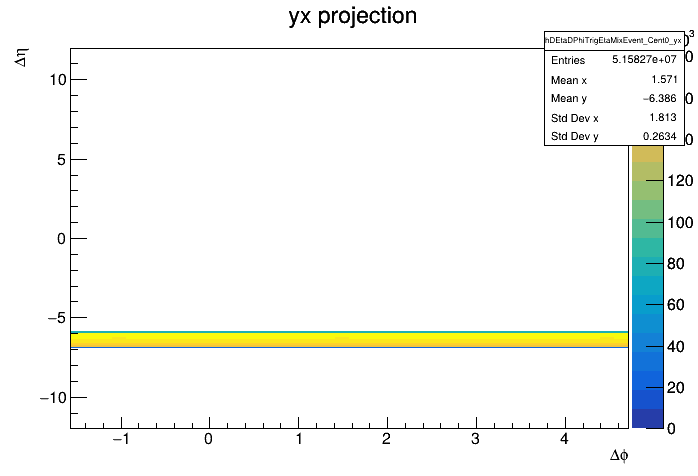 yx projection
hDEtaDPhiTrigEtaMixEvent_Cent0_yx
Entries 5.15827e+07
Mean x 1.571
Mean y −6.386
Std Dev x 1.813
Std Dev y 0.2634
Δη
10
5
0
−5
−10
−1 0 1 2 3 4
Δϕ
120
100
80
60
40
20
0